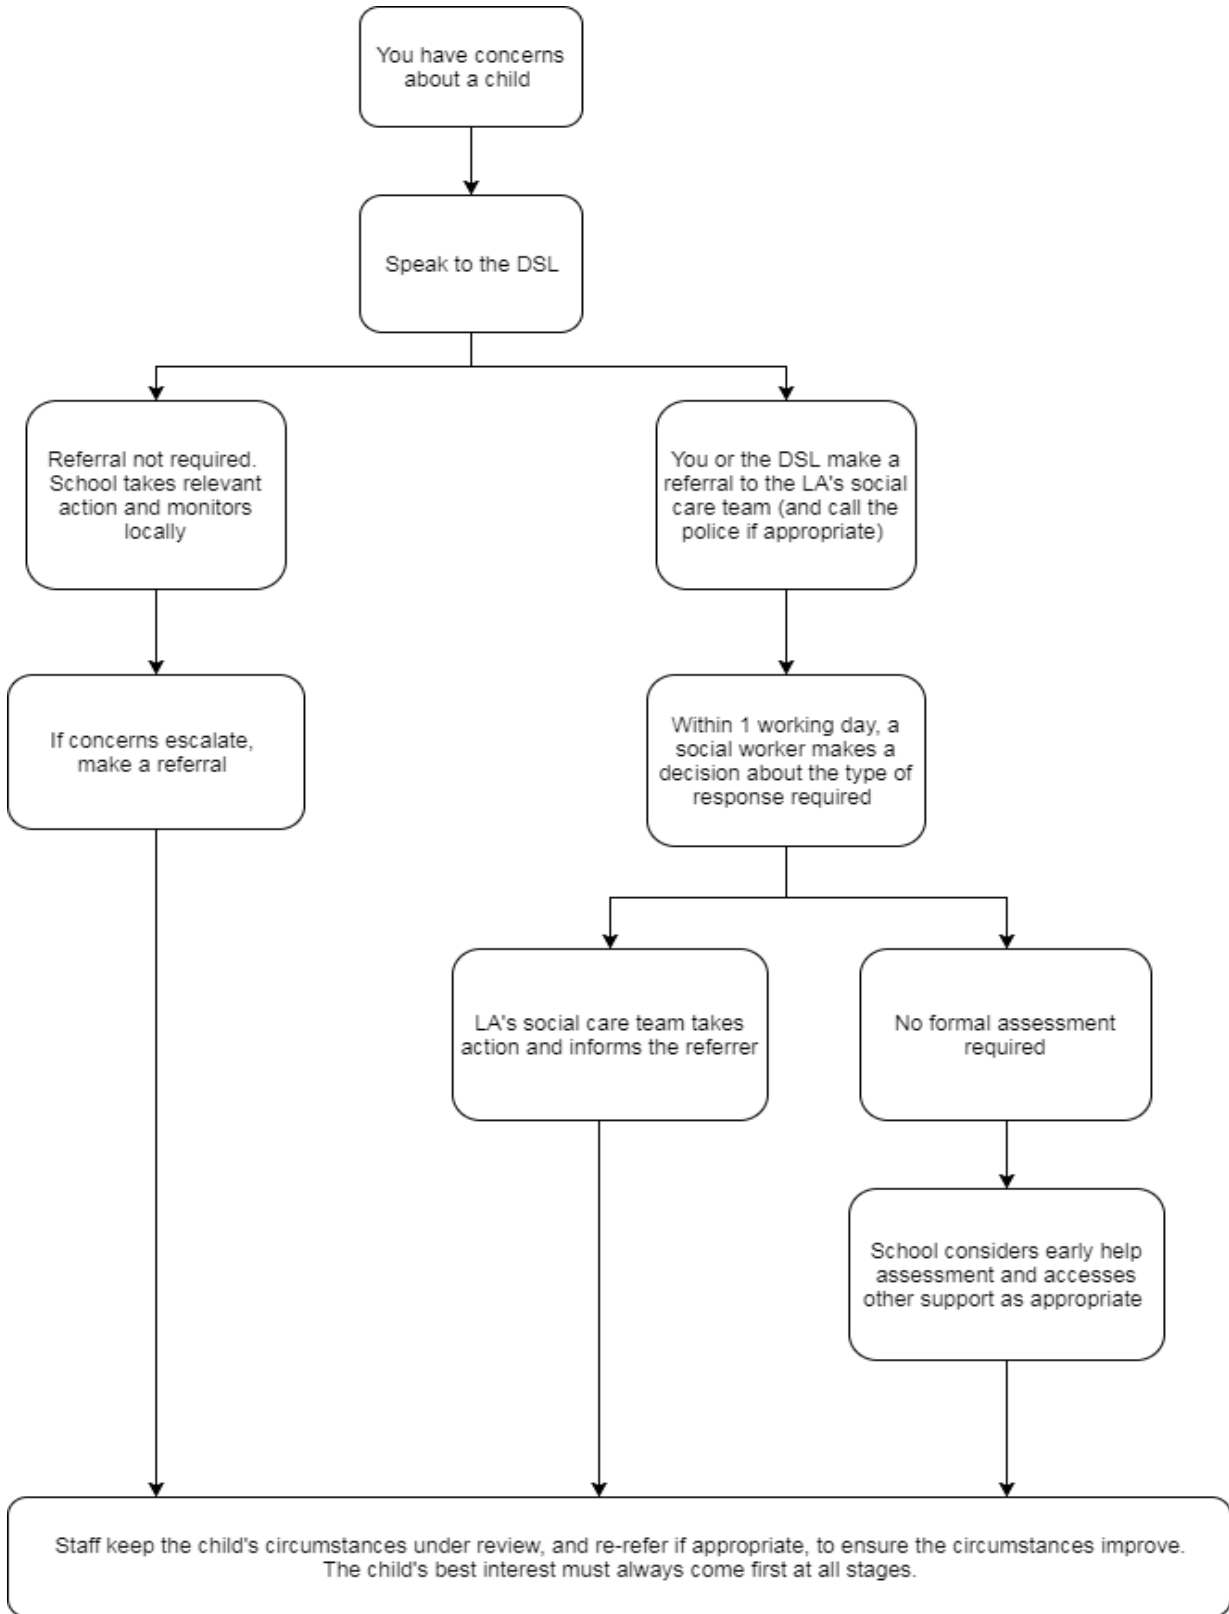 You have concerns
about a child
Speak to the DSL
Referral not required.
School takes relevant
action and monitors
locally
You or the DSL make a
referral to the LA's social
care team (and call the
police if appropriate)
If concerns escalate,
make a referral
Within 1 working day, a
social worker makes a
decision about the type of
response required
LA's social care team takes
action and informs the referrer
No formal assessment
required
School considers early help
assessment and accesses
other support as appropriate
Staff keep the child's circumstances under review, and re-refer if appropriate, to ensure the circumstances improve.
The child's best interest must always come first at all stages.